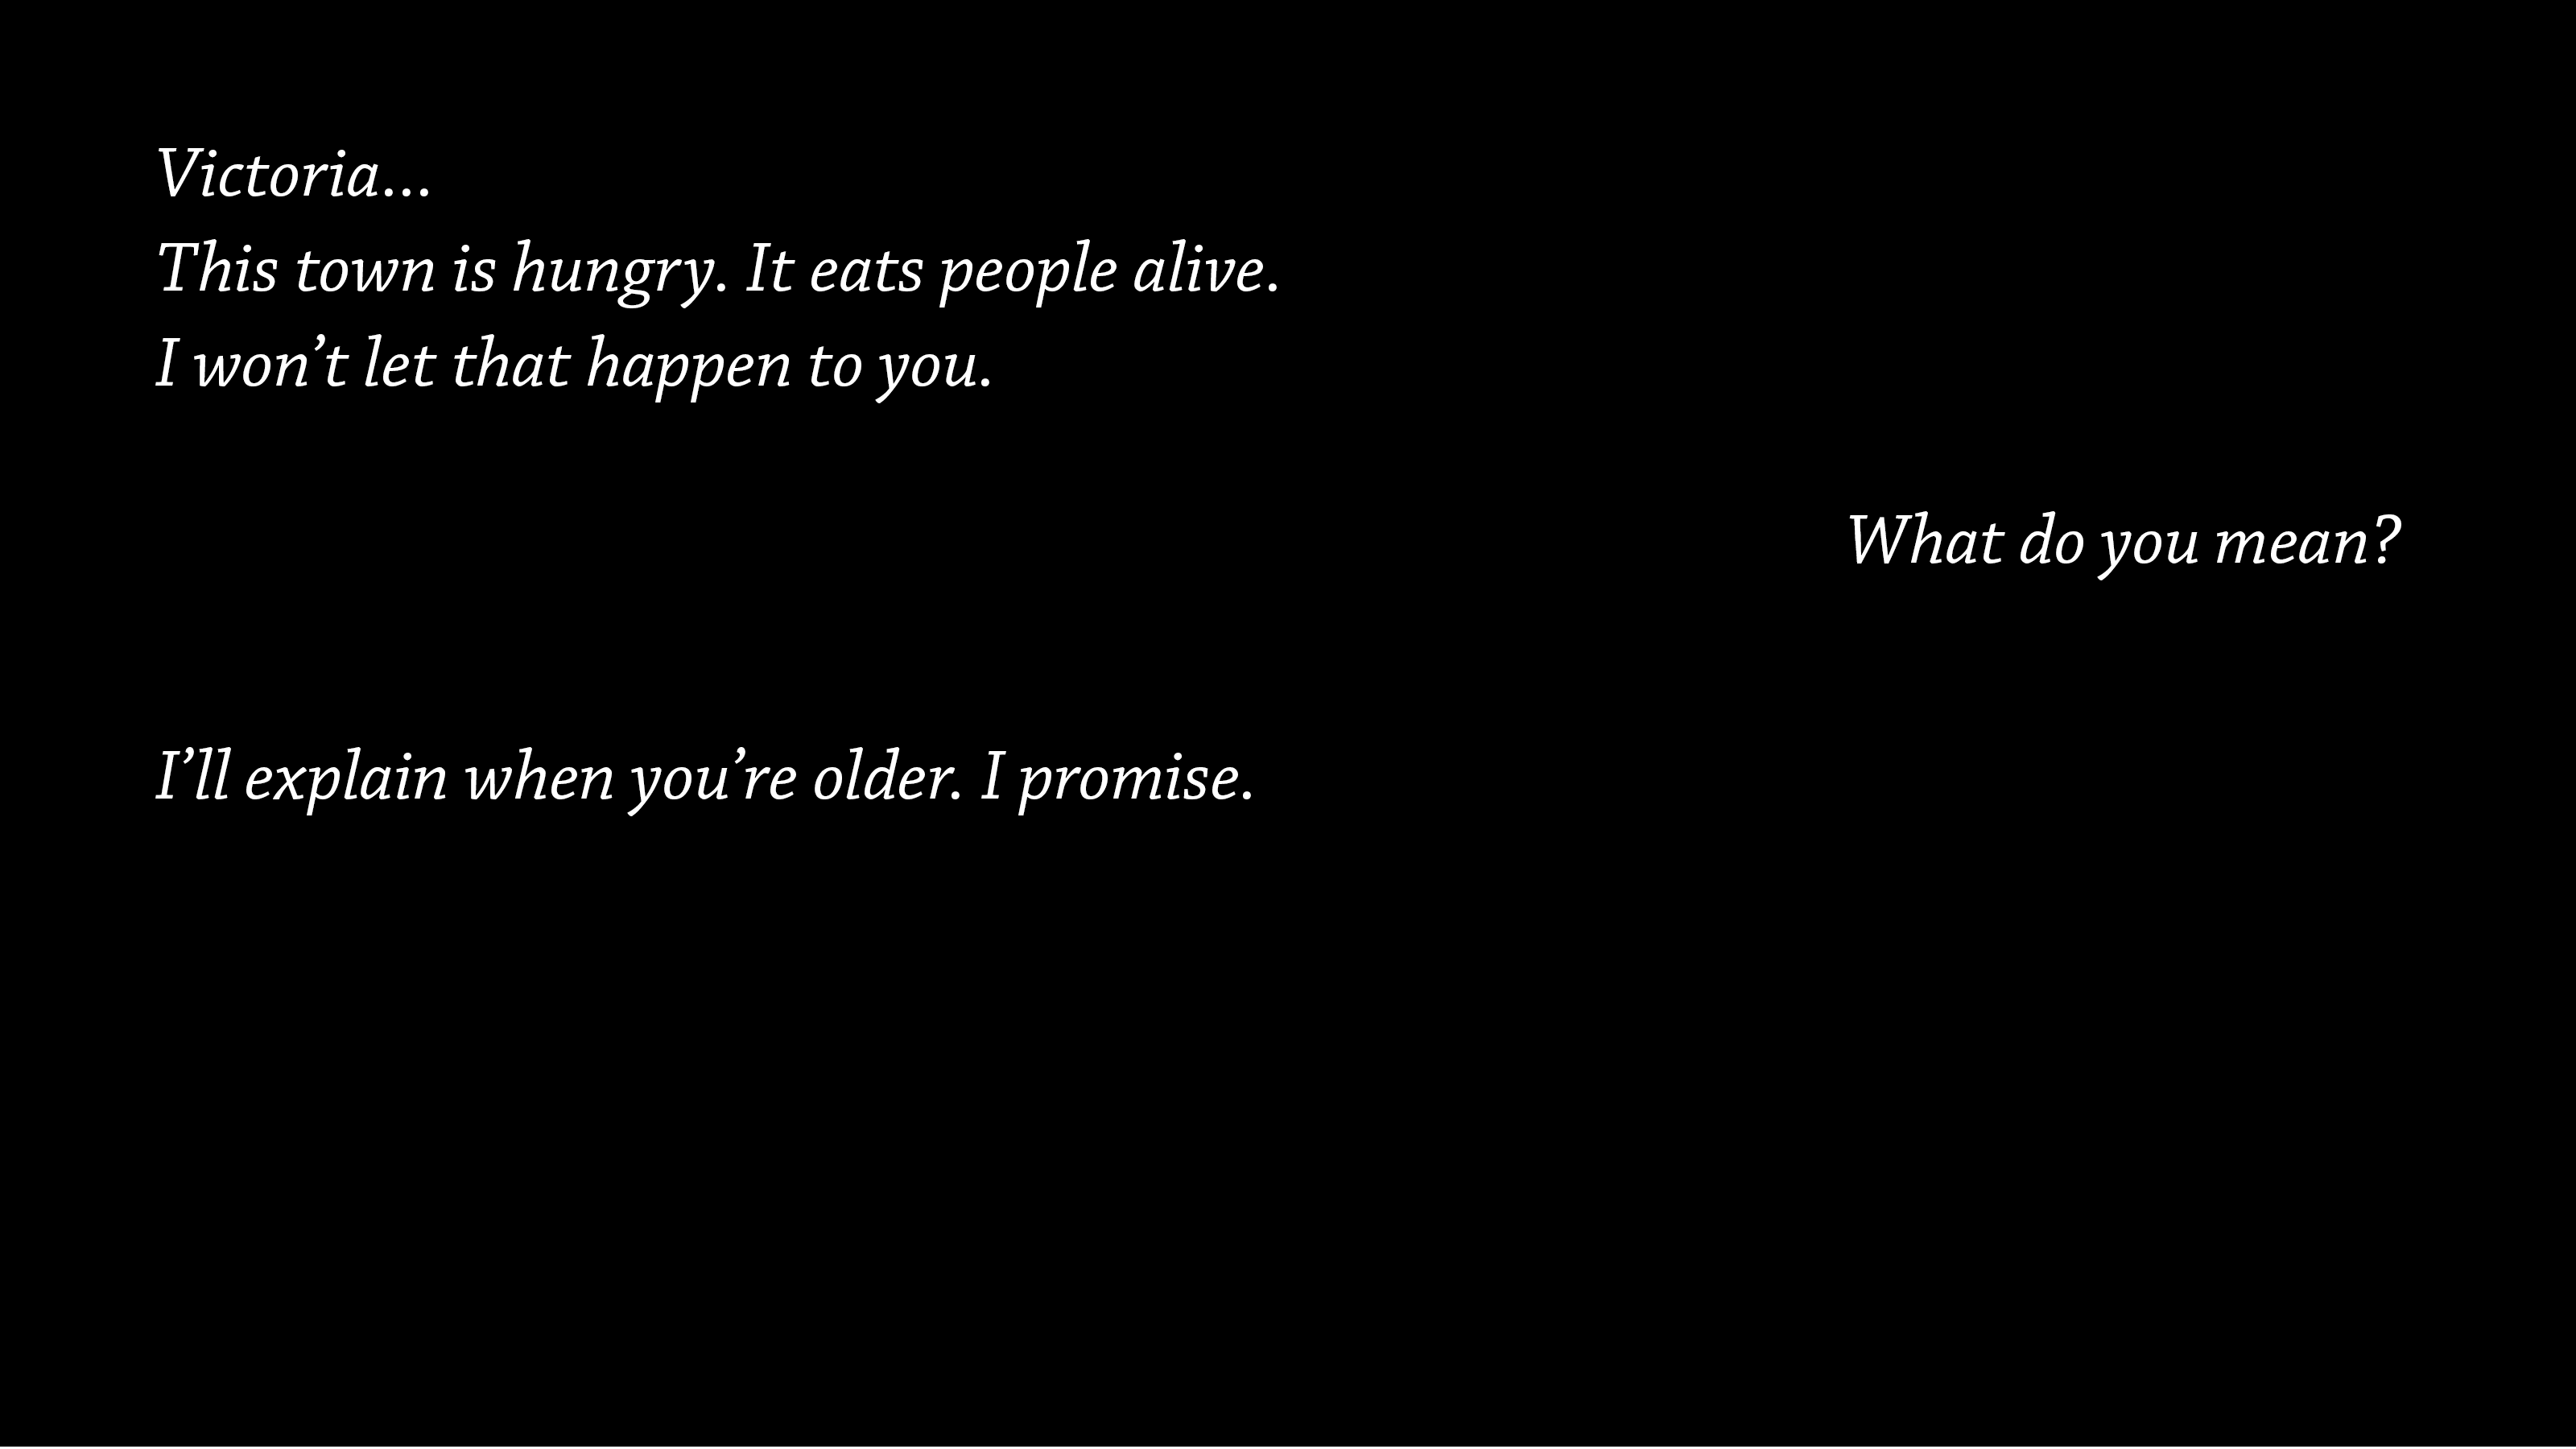 Victoria...
This town is hungry. It eats people alive.
I won’t let that happen to you.
What do you mean?
I’ll explain when you’re older. I promise.